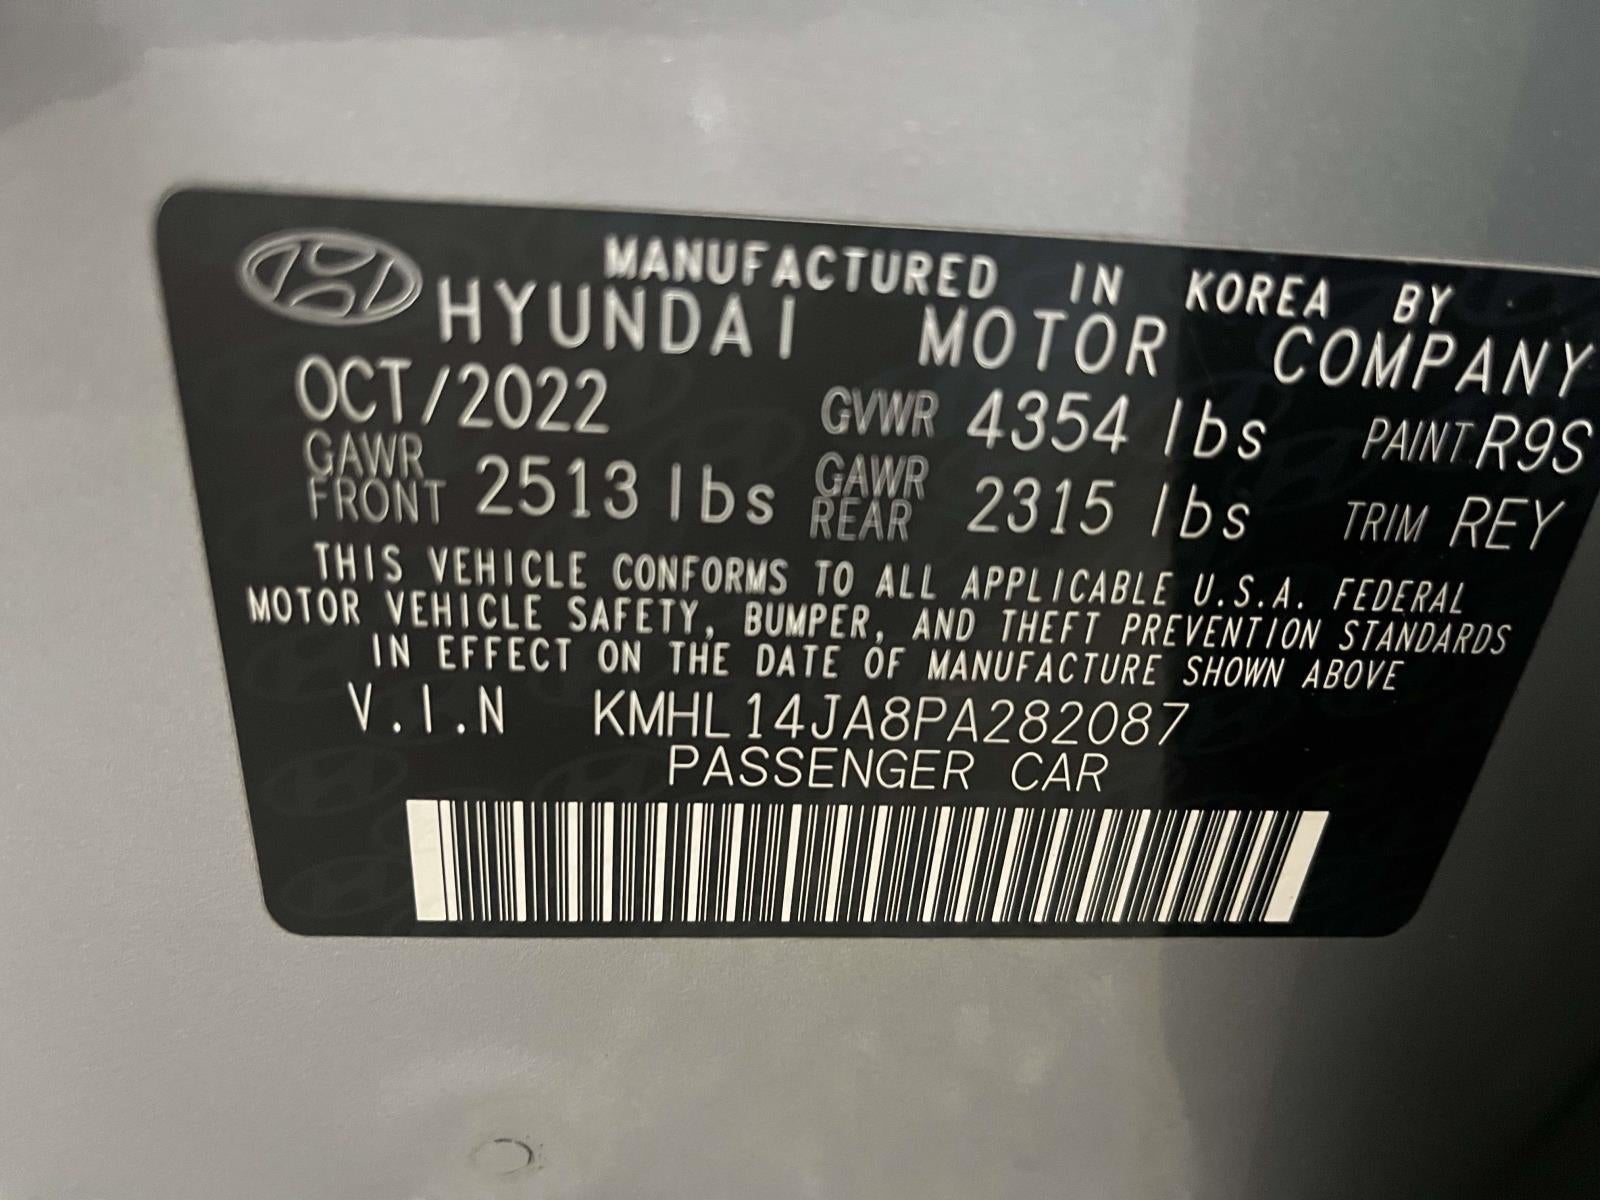 MANUFACTURED IN KOREA BY
HYUNDAI MOTOR COMPANY
OCT/2022 GVWR 4354 lbs PAINT R9S
GAWR FRONT 2513 lbs GAWR REAR 2315 lbs TRIM REY
THIS VEHICLE CONFORMS TO ALL APPLICABLE U.S.A. FEDERAL
MOTOR VEHICLE SAFETY, BUMPER, AND THEFT PREVENTION STANDARDS
IN EFFECT ON THE DATE OF MANUFACTURE SHOWN ABOVE
V.I.N KMHL14JA8PA282087
PASSENGER CAR